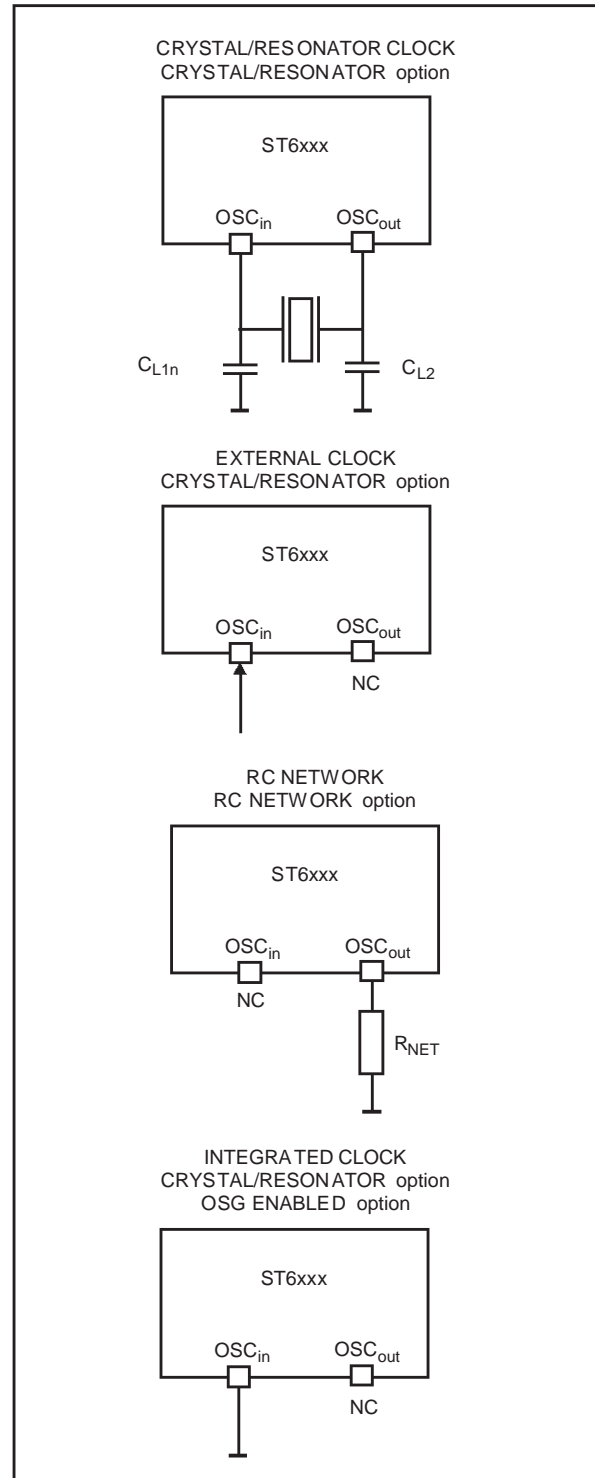 CRYSTAL/RESONATOR CLOCK
CRYSTAL/RESONATOR option
ST6xxx
OSCin OSCout
CL1n CL2
EXTERNAL CLOCK
CRYSTAL/RESONATOR option
ST6xxx
OSCin OSCout
NC
RC NETWORK
RC NETWORK option
ST6xxx
OSCin OSCout
NC
RNET
INTEGRATED CLOCK
CRYSTAL/RESONATOR option
OSG ENABLED option
ST6xxx
OSCin OSCout
NC